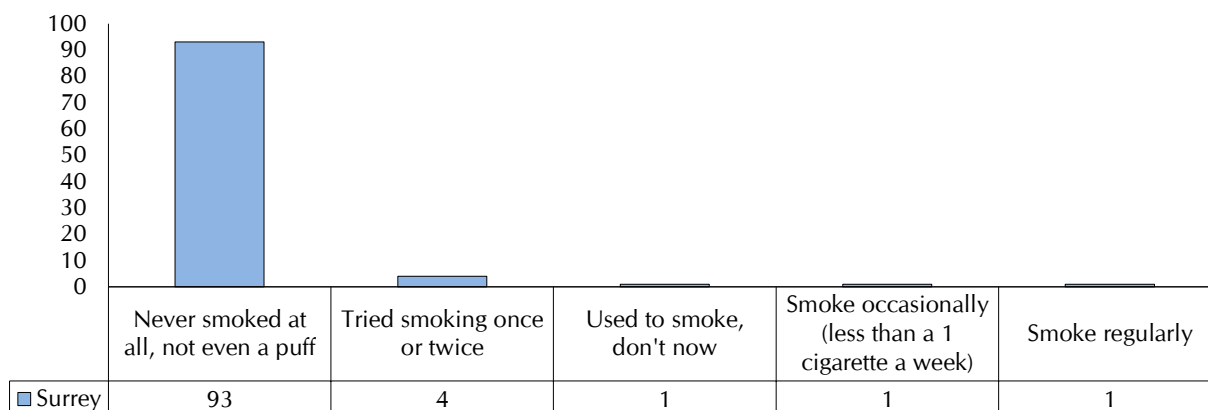 100
90
80
70
60
50
40
30
20
10
0
Never smoked at
all, not even a puff
Tried smoking once
or twice
Used to smoke,
don't now
Smoke occasionally
(less than a 1
cigarette a week)
Smoke regularly
Surrey 93 4 1 1 1